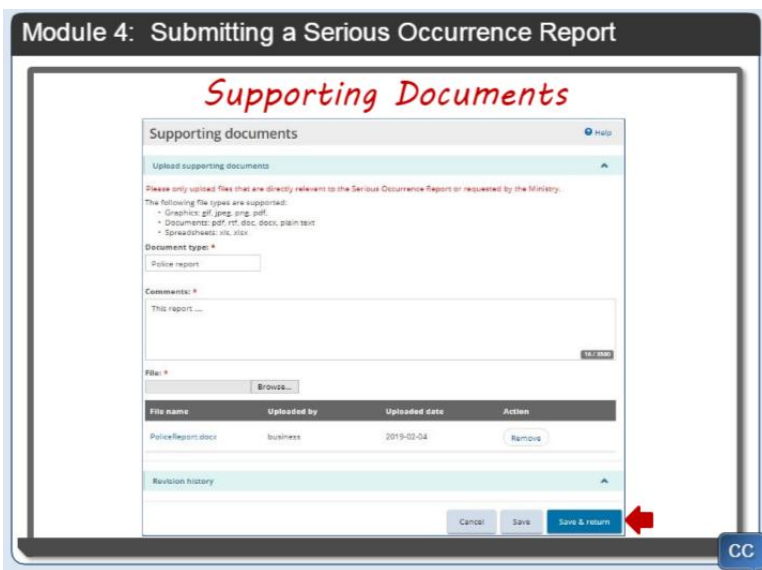 Module 4: Submitting a Serious Occurrence Report
Supporting Documents
Supporting documents
Help
Upload supporting documents
Please only upload files that are directly relevant to the Serious Occurrence Report or requested by the Ministry.
The following file types are supported:
• Graphics: gif, jpeg, png, pdf,
• Documents: pdf, rtf, doc, docx, plain text
• Spreadsheets: xls, xlsx
Document type: *
Police report
Comments: *
This report ....
File: *
Browse...
File name Uploaded by Uploaded date Action
PoliceReport.docx business 2019-02-04 Remove
Revision history
Cancel Save Save & return
CC